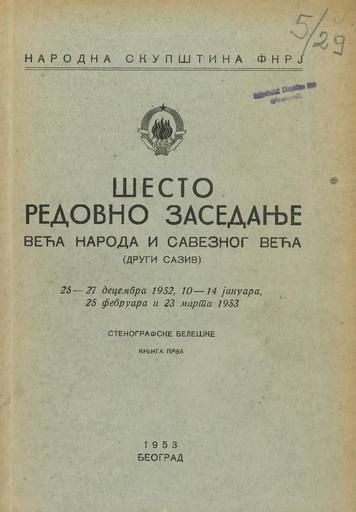 5/29
НАРОДНА СКУПШТИНА ФНРЈ
ШЕСТО
РЕДОВНО ЗАСЕДАЊЕ
ВЕЋА НАРОДА И САВЕЗНОГ ВЕЋА
(ДРУГИ САЗИВ)
25—27 децембра 1952, 10—14 јануара,
25 фебруара и 23 марта 1953
СТЕНОГРАФСКЕ БЕЛЕШКЕ
КЊИГА ПРВА
1953
БЕОГРАД